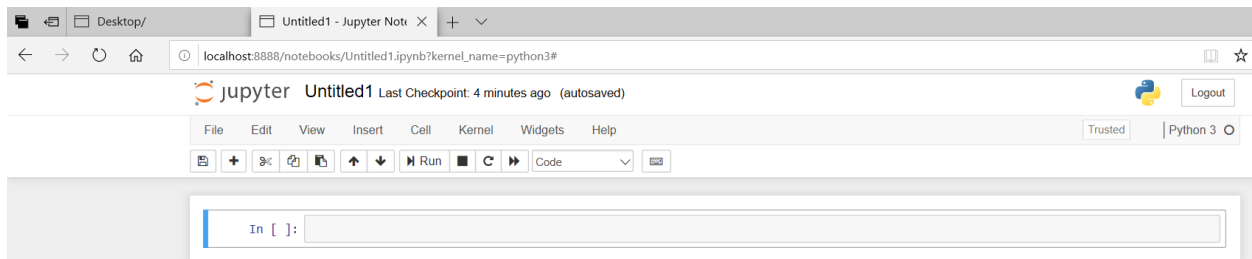 Desktop/ Untitled1 - Jupyter Note
localhost:8888/notebooks/Untitled1.ipynb?kernel_name=python3#
jupyter Untitled1 Last Checkpoint: 4 minutes ago (autosaved) Logout
File Edit View Insert Cell Kernel Widgets Help Trusted Python 3
Run Code
In [ ]: